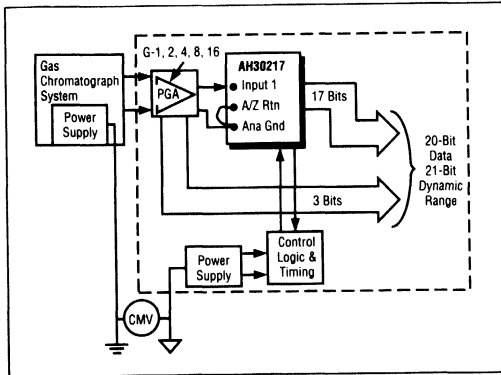 G-1, 2, 4, 8, 16
Gas
Chromatograph
System
Power
Supply
PGA
AH30217
Input 1
A/Z Rtn
Ana Gnd
17 Bits
3 Bits
20-Bit
Data
21-Bit
Dynamic
Range
Power
Supply
Control
Logic &
Timing
CMV